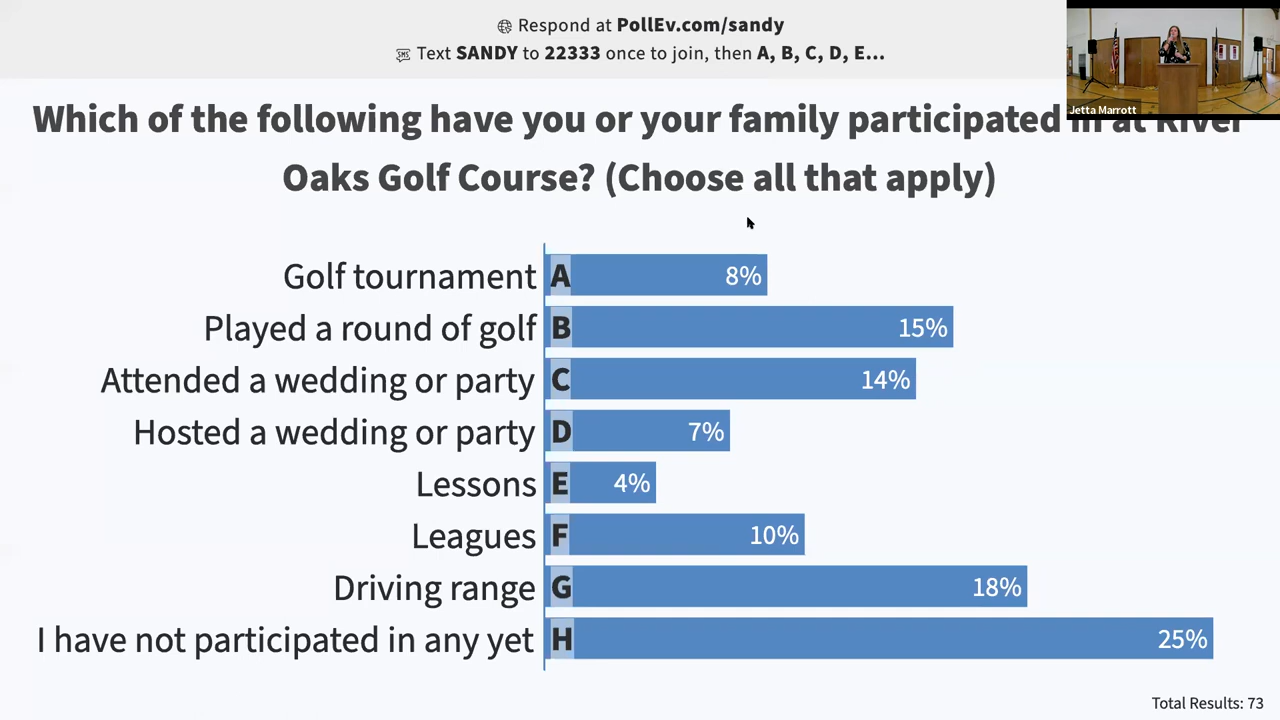 Respond at PollEv.com/sandy
Text SANDY to 22333 once to join, then A, B, C, D, E...
Jetta Marrott
Which of the following have you or your family participated in at River
Oaks Golf Course? (Choose all that apply)
Golf tournament A 8%
Played a round of golf B 15%
Attended a wedding or party C 14%
Hosted a wedding or party D 7%
Lessons E 4%
Leagues F 10%
Driving range G 18%
I have not participated in any yet H 25%
Total Results: 73